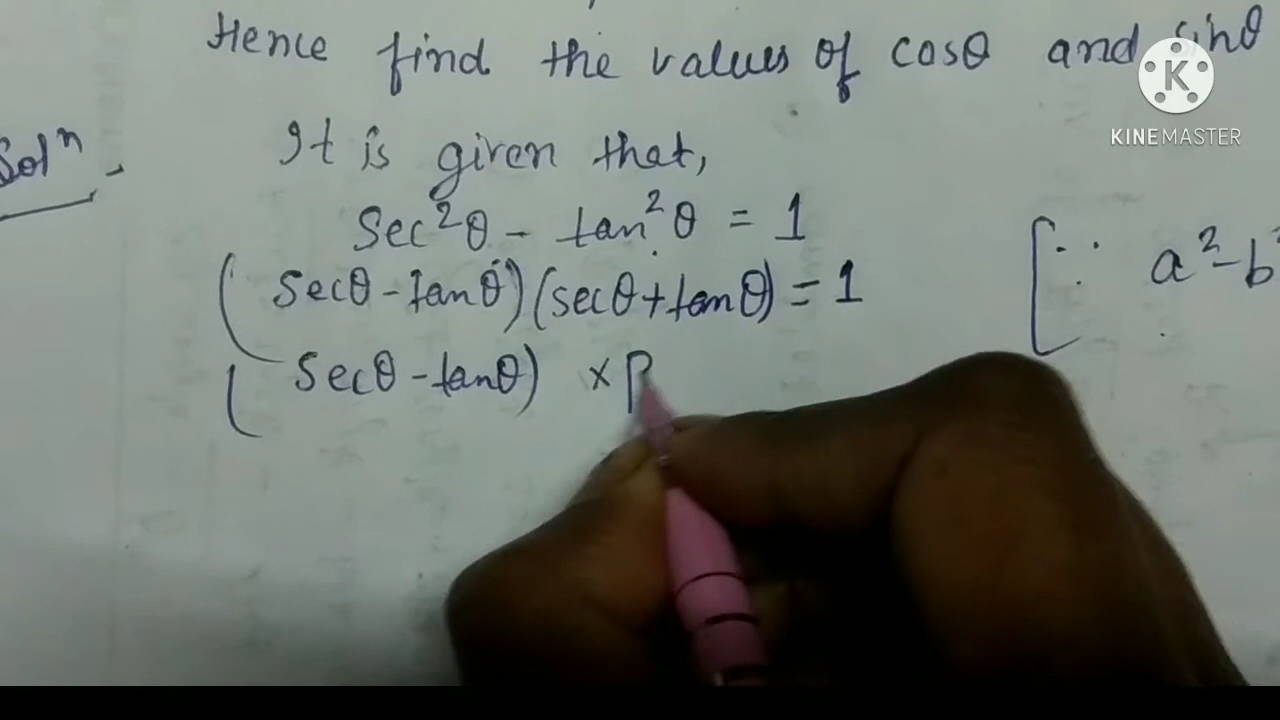 Hence find the values of cosθ and sinθ
K
KINEMASTER
Solⁿ.
It is given that,
Sec²θ - tan²θ = 1
(secθ - tanθ)(secθ + tanθ) = 1
[∵ a² - b²
(secθ - tanθ) × P